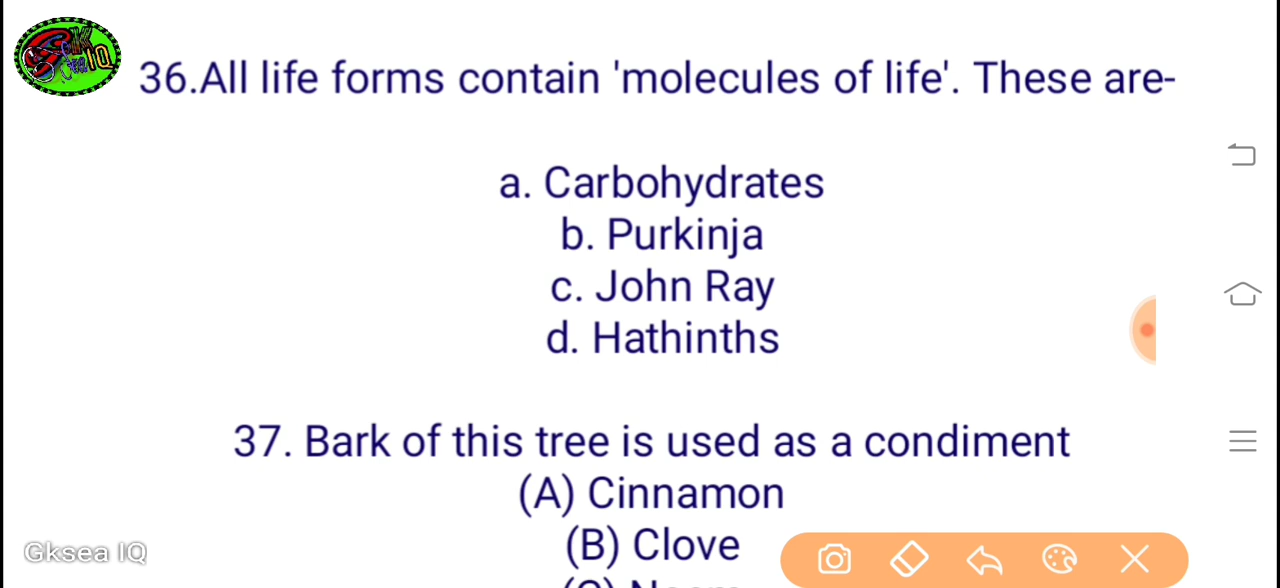 36.All life forms contain 'molecules of life'. These are-
a. Carbohydrates
b. Purkinja
c. John Ray
d. Hathinths
37. Bark of this tree is used as a condiment
(A) Cinnamon
(B) Clove
Gksea IQ